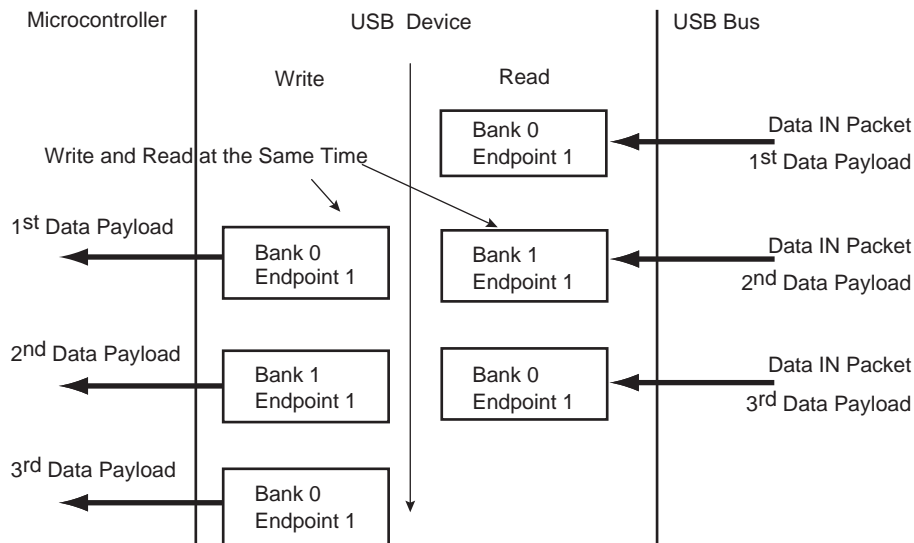 Microcontroller
USB Device
USB Bus
Write
Read
Bank 0
Endpoint 1
Data IN Packet
1st Data Payload
Write and Read at the Same Time
1st Data Payload
Bank 0
Endpoint 1
Bank 1
Endpoint 1
Data IN Packet
2nd Data Payload
2nd Data Payload
Bank 1
Endpoint 1
Bank 0
Endpoint 1
Data IN Packet
3rd Data Payload
3rd Data Payload
Bank 0
Endpoint 1